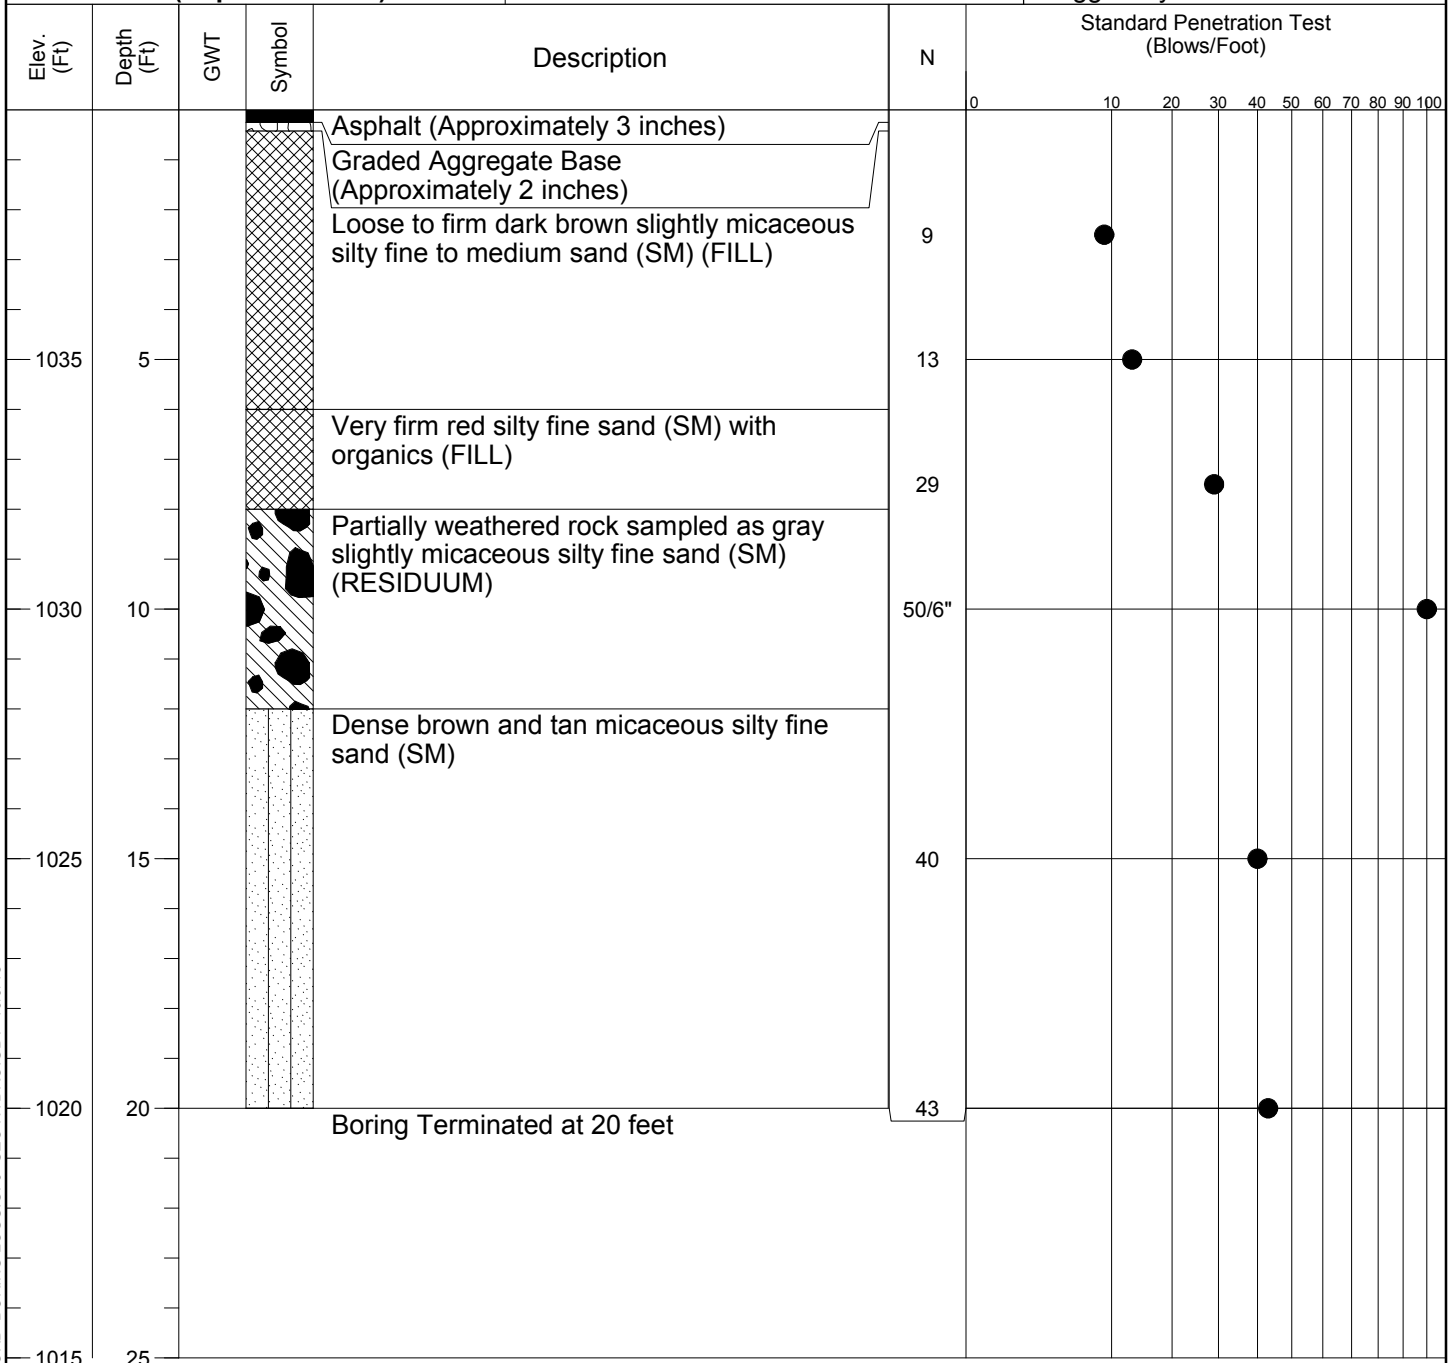 Elev.
(Ft)
Depth
(Ft)
GWT
Symbol
Description
N
Standard Penetration Test
(Blows/Foot)
0 10 20 30 40 50 60 70 80 90 100
Asphalt (Approximately 3 inches)
Graded Aggregate Base
(Approximately 2 inches)
Loose to firm dark brown slightly micaceous
silty fine to medium sand (SM) (FILL)
9
1035 5 13
Very firm red silty fine sand (SM) with
organics (FILL)
29
Partially weathered rock sampled as gray
slightly micaceous silty fine sand (SM)
(RESIDUUM)
1030 10 50/6"
Dense brown and tan micaceous silty fine
sand (SM)
1025 15 40
1020 20 43
Boring Terminated at 20 feet
1015 25